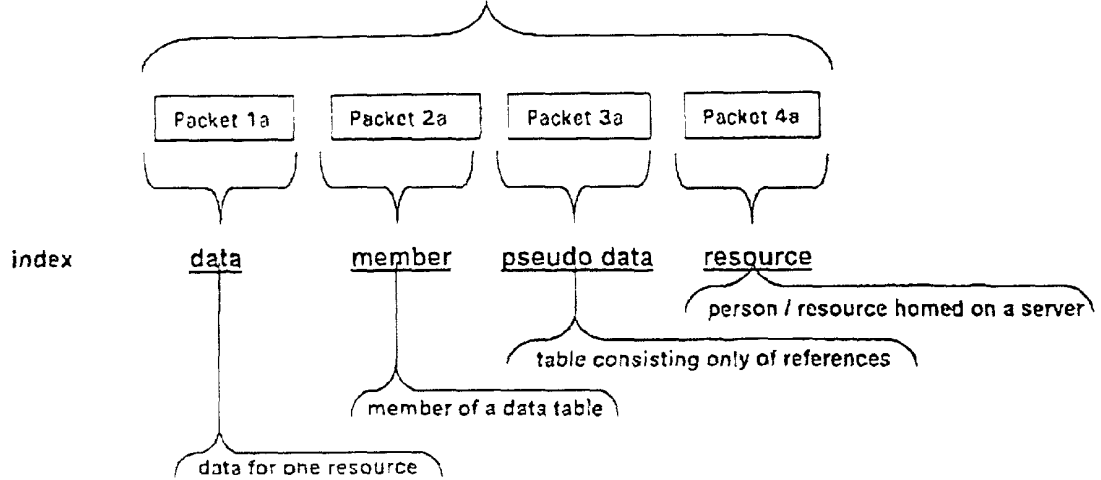 Packet 1a Packet 2a Packet 3a Packet 4a
index data member pseudo data resource
person / resource homed on a server
table consisting only of references
member of a data table
data for one resource